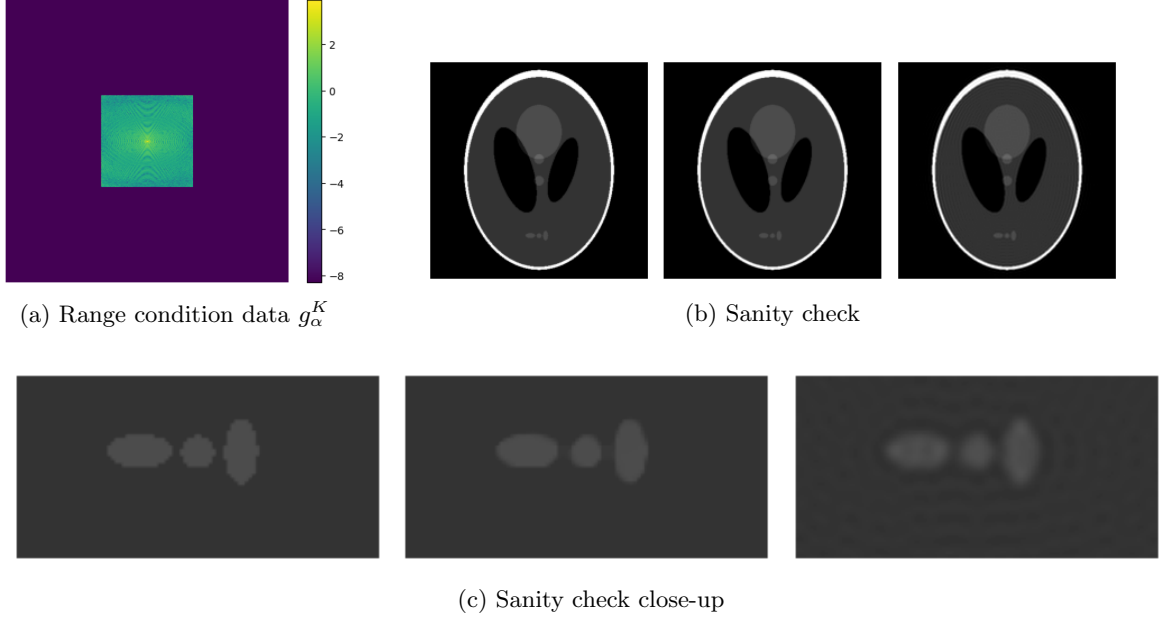 2
0
−2
−4
−6
−8
(a) Range condition data $g_\alpha^K$
(b) Sanity check
(c) Sanity check close-up